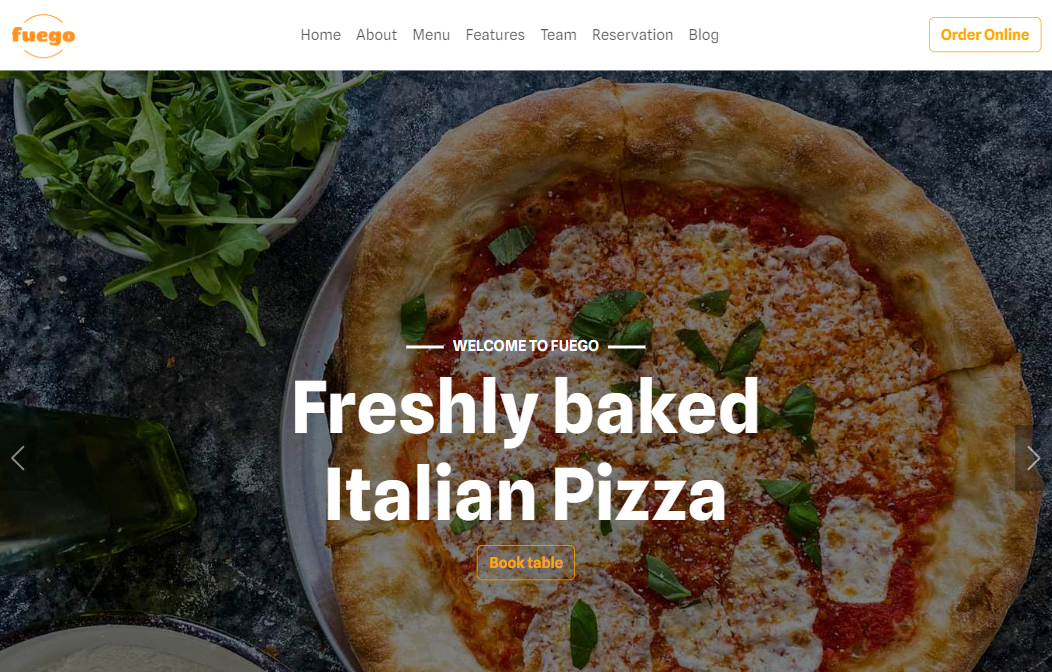 fuego
Home About Menu Features Team Reservation Blog
Order Online
WELCOME TO FUEGO
Freshly baked
Italian Pizza
Book table